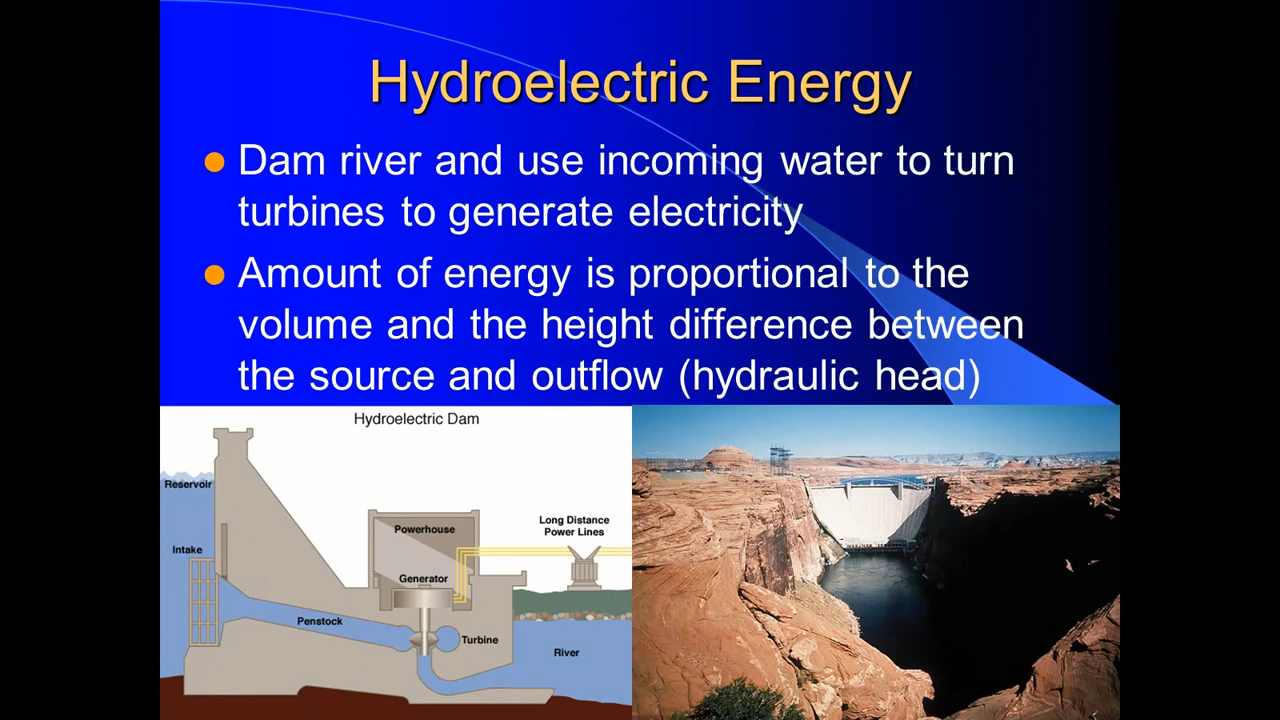 Hydroelectric Energy
Dam river and use incoming water to turn
turbines to generate electricity
Amount of energy is proportional to the
volume and the height difference between
the source and outflow (hydraulic head)
Hydroelectric Dam
Reservoir
Intake
Penstock
Powerhouse
Generator
Turbine
Long Distance
Power Lines
River